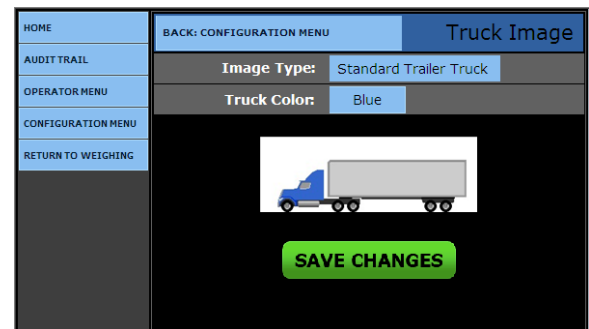 HOME
AUDIT TRAIL
OPERATOR MENU
CONFIGURATION MENU
RETURN TO WEIGHING
BACK: CONFIGURATION MENU
Truck Image
Image Type: Standard Trailer Truck
Truck Color: Blue
SAVE CHANGES